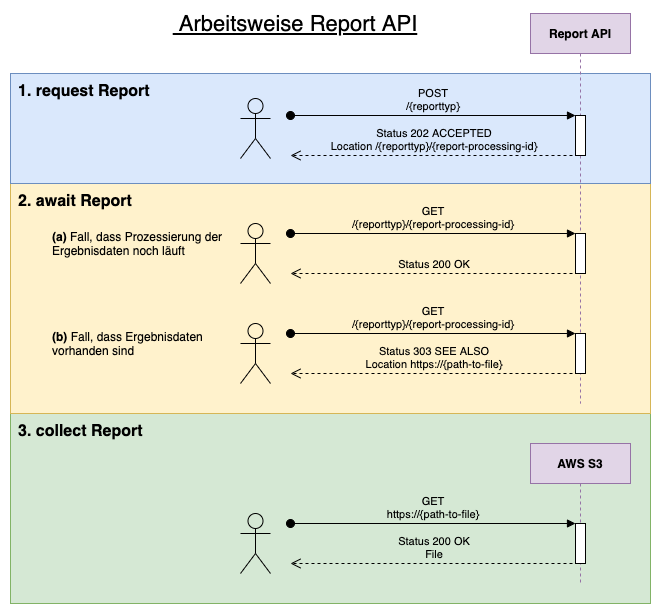 Arbeitsweise Report API
Report API
1. request Report
POST
/{reporttyp}
Status 202 ACCEPTED
Location /{reporttyp}/{report-processing-id}
2. await Report
(a) Fall, dass Prozessierung der
Ergebnisdaten noch läuft
GET
/{reporttyp}/{report-processing-id}
Status 200 OK
(b) Fall, dass Ergebnisdaten
vorhanden sind
GET
/{reporttyp}/{report-processing-id}
Status 303 SEE ALSO
Location https://{path-to-file}
3. collect Report
AWS S3
GET
https://{path-to-file}
Status 200 OK
File